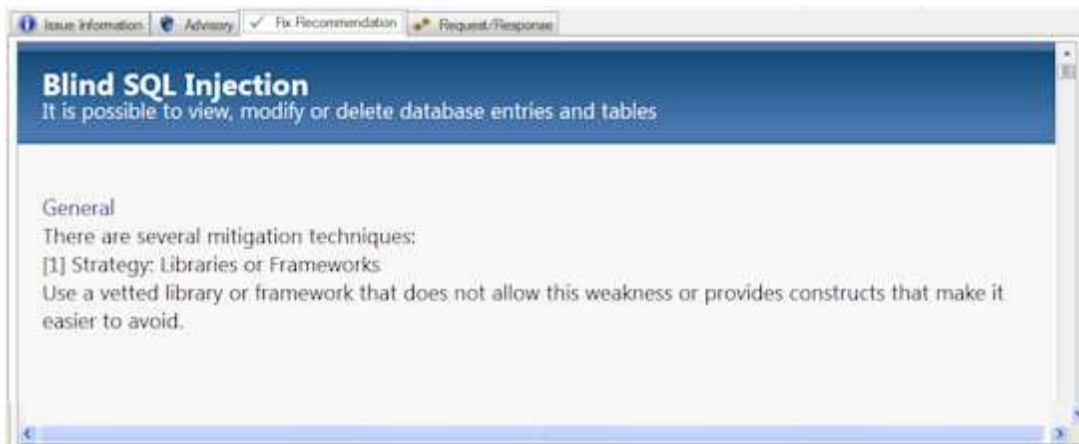 Issue Information Advisory Fix Recommendation Request/Response
Blind SQL Injection
It is possible to view, modify or delete database entries and tables
General
There are several mitigation techniques:
[1] Strategy: Libraries or Frameworks
Use a vetted library or framework that does not allow this weakness or provides constructs that make it
easier to avoid.